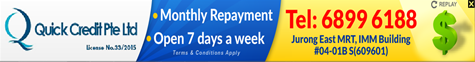 Quick Credit Pte Ltd
License No.33/2015
• Monthly Repayment
• Open 7 days a week
Terms & Conditions Apply
Tel: 6899 6188
Jurong East MRT, IMM Building
#04-01B S(609601)
REPLAY
X